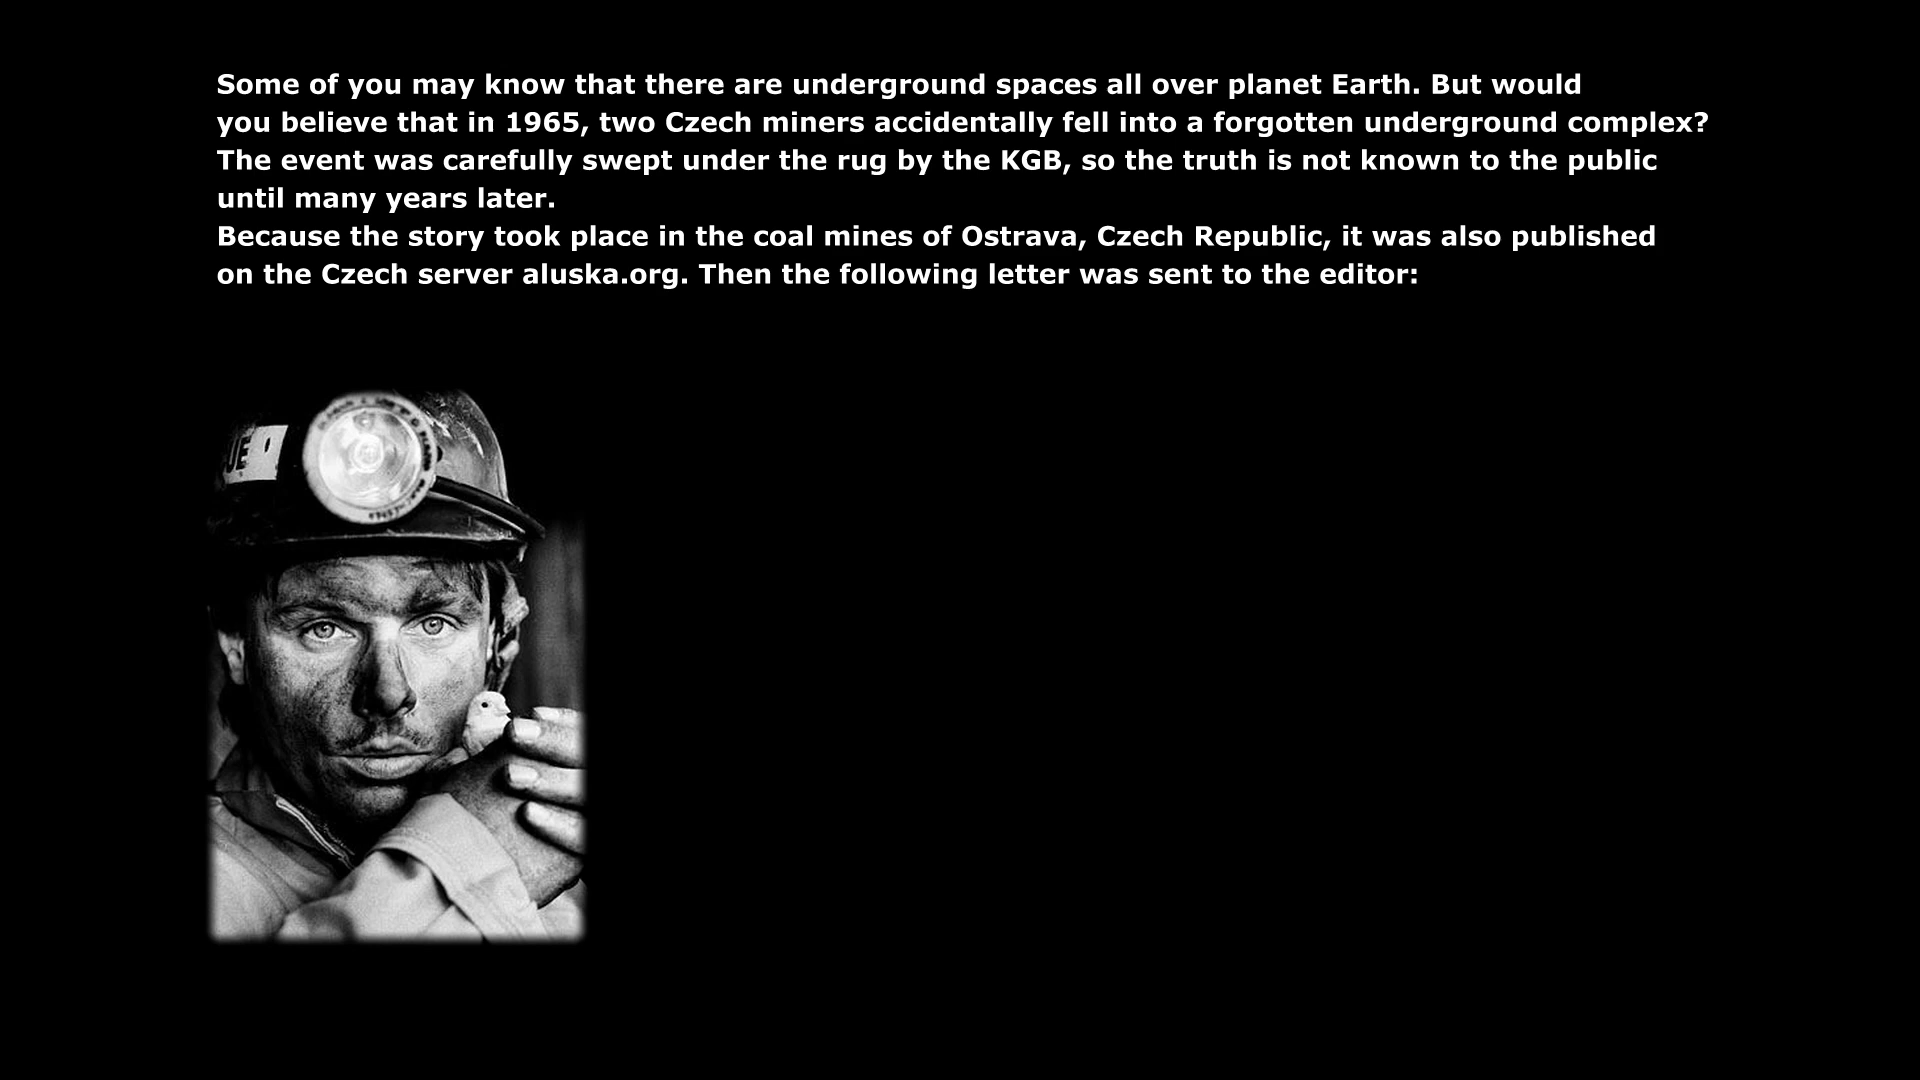 Some of you may know that there are underground spaces all over planet Earth. But would
you believe that in 1965, two Czech miners accidentally fell into a forgotten underground complex?
The event was carefully swept under the rug by the KGB, so the truth is not known to the public
until many years later.
Because the story took place in the coal mines of Ostrava, Czech Republic, it was also published
on the Czech server aluska.org. Then the following letter was sent to the editor:
UE